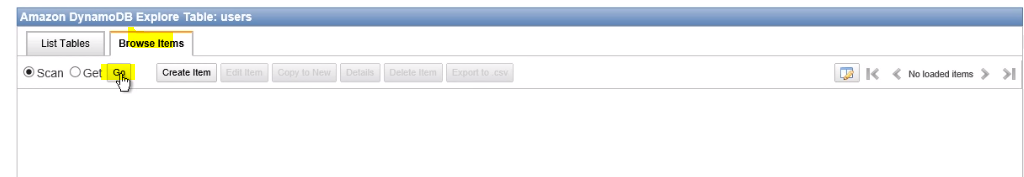 Amazon DynamoDB Explore Table: users
List Tables Browse Items
Scan Get Go Create Item Edit Item Copy to New Details Delete Item Export to .csv No loaded items